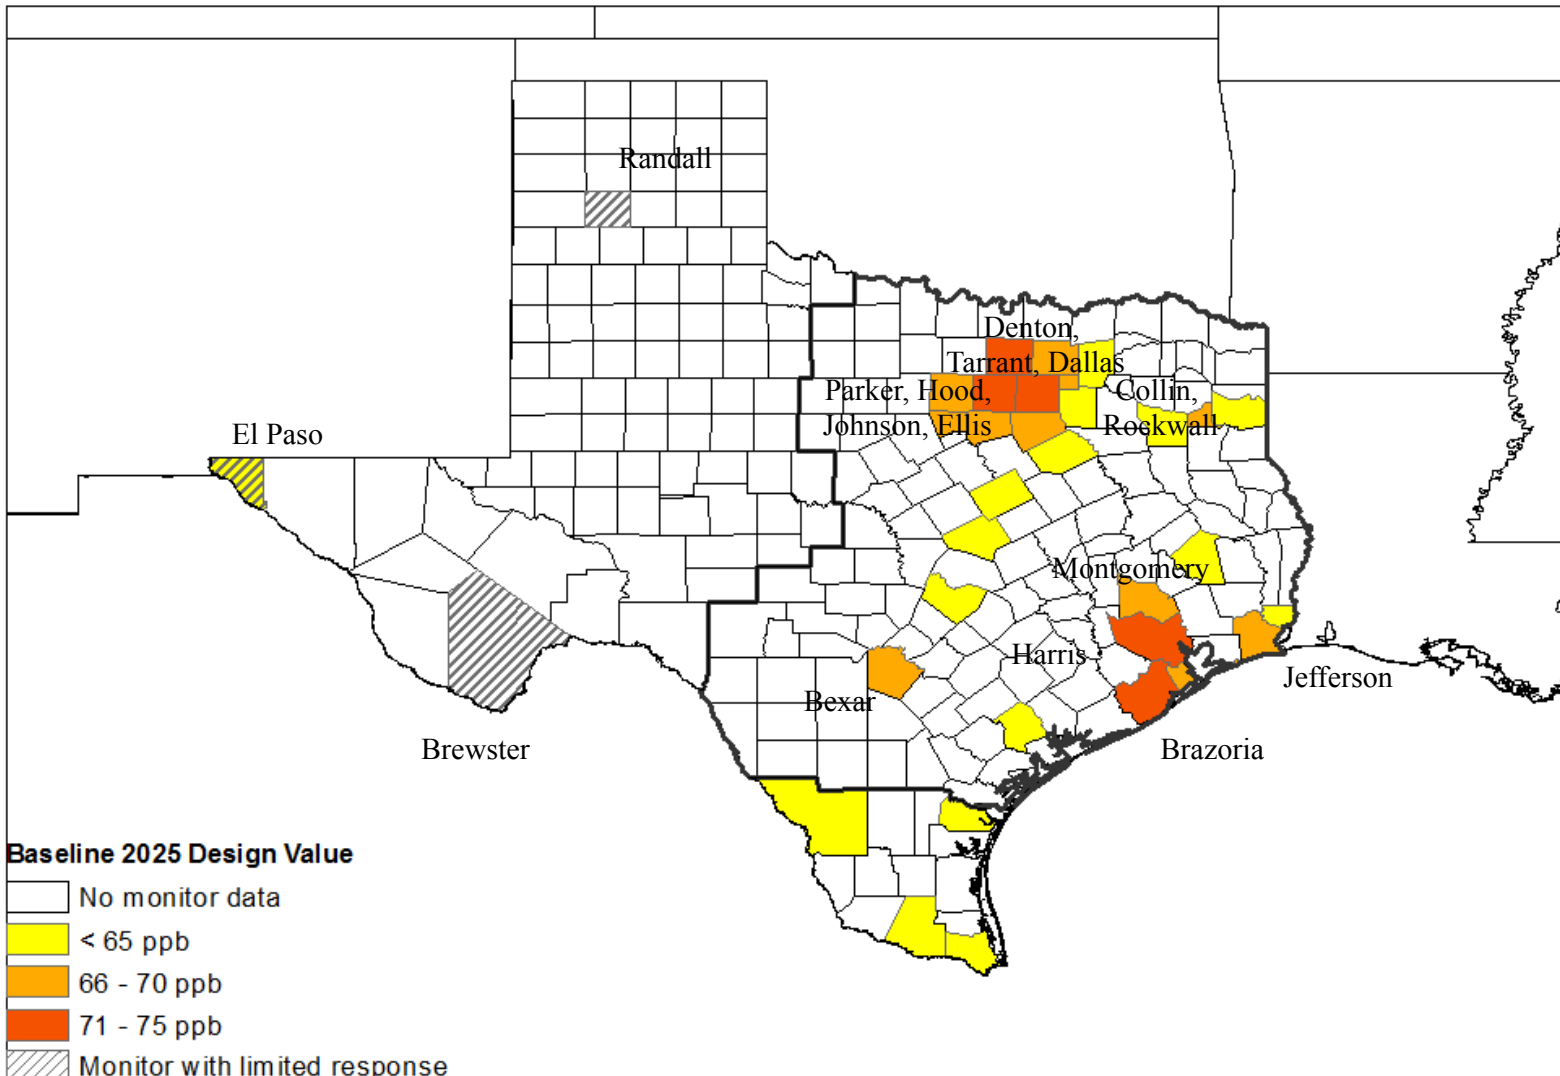 Randall
Denton,
Tarrant, Dallas
Parker, Hood,
Johnson, Ellis
Collin,
Rockwall
El Paso
Montgomery
Harris
Jefferson
Bexar
Brewster
Brazoria
Baseline 2025 Design Value
No monitor data
< 65 ppb
66 - 70 ppb
71 - 75 ppb
Monitor with limited response